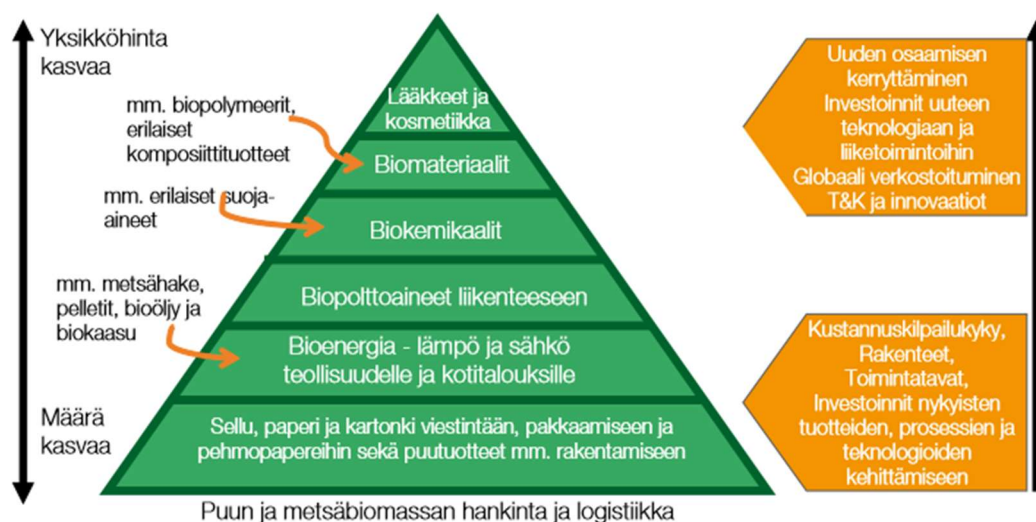 Yksikköhinta
kasvaa
mm. biopolymeerit,
erilaiset
komposiittituotteet
mm. erilaiset suoja-
aineet
mm. metsähake,
pelletit, bioöljy ja
biokaasu
Määrä
kasvaa
Lääkkeet ja
kosmetiikka
Biomateriaalit
Biokemikaalit
Biopolttoaineet liikenteeseen
Bioenergia - lämpö ja sähkö
teollisuudelle ja kotitalouksille
Sellu, paperi ja kartonki viestintään, pakkaamiseen ja
pehmopapereihin sekä puutuotteet mm. rakentamiseen
Puun ja metsäbiomassan hankinta ja logistiikka
Uuden osaamisen
kerryttäminen
Investoinnit uuteen
teknologiaan ja
liiketoimintoihin
Globaali verkostoituminen
T&K ja innovaatiot
Kustannuskilpailukyky,
Rakenteet,
Toimintatavat,
Investoinnit nykyisten
tuotteiden, prosessien ja
teknologioiden
kehittämiseen